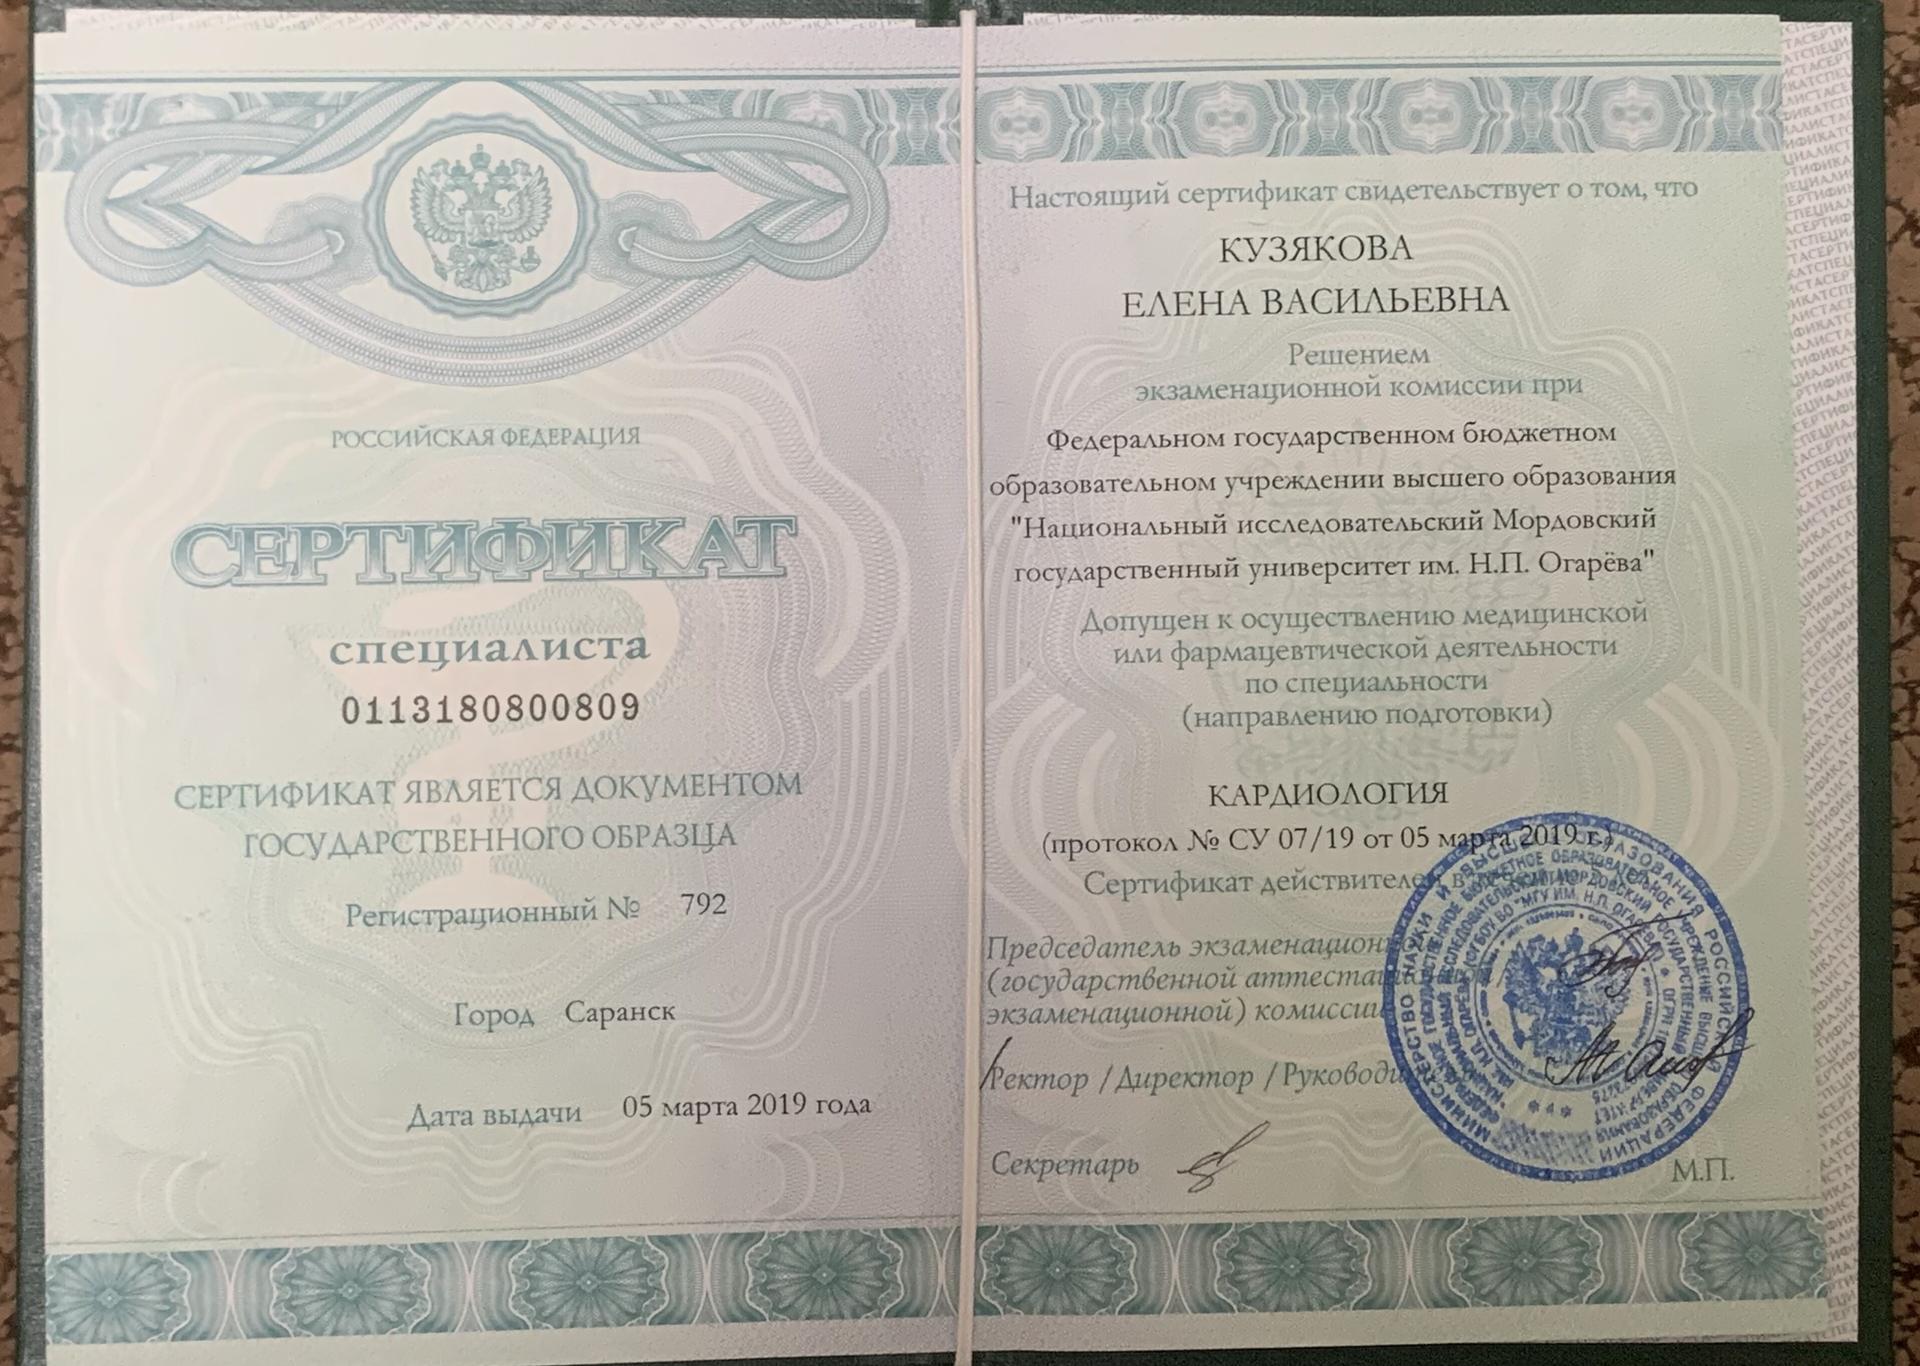 РОССИЙСКАЯ ФЕДЕРАЦИЯ
СЕРТИФИКАТ
специалиста
0113180800809
СЕРТИФИКАТ ЯВЛЯЕТСЯ ДОКУМЕНТОМ
ГОСУДАРСТВЕННОГО ОБРАЗЦА
Регистрационный № 792
Город Саранск
Дата выдачи 05 марта 2019 года
Настоящий сертификат свидетельствует о том, что
КУЗЯКОВА
ЕЛЕНА ВАСИЛЬЕВНА
Решением
экзаменационной комиссии при
Федеральном государственном бюджетном
образовательном учреждении высшего образования
"Национальный исследовательский Мордовский
государственный университет им. Н.П. Огарёва"
Допущен к осуществлению медицинской
или фармацевтической деятельности
по специальности
(направлению подготовки)
КАРДИОЛОГИЯ
(протокол № СУ 07/19 от 05 марта 2019 г.)
Сертификат действителен
Председатель экзаменационной
(государственной аттестационной,
экзаменационной) комиссии
Ректор / Директор / Руководитель
Секретарь
М.П.